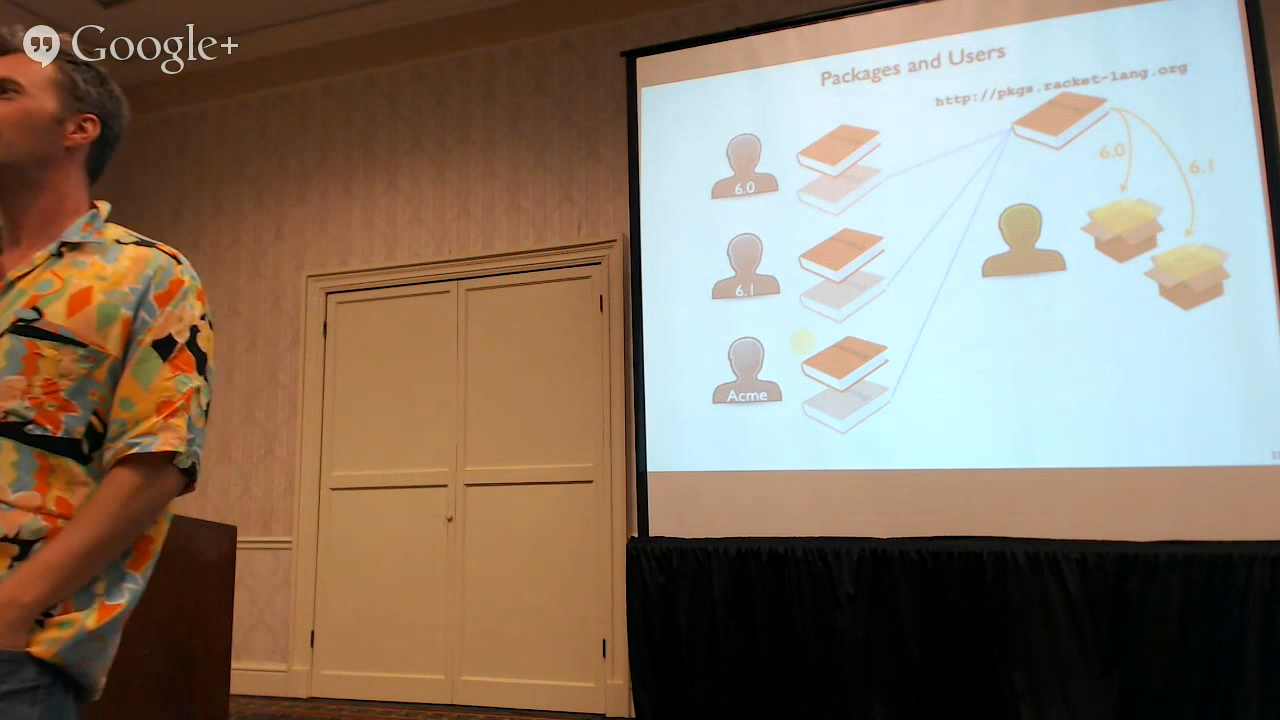 Google+
Packages and Users
http://pkgs.racket-lang.org
6.0
6.1
6.0
6.1
Acme